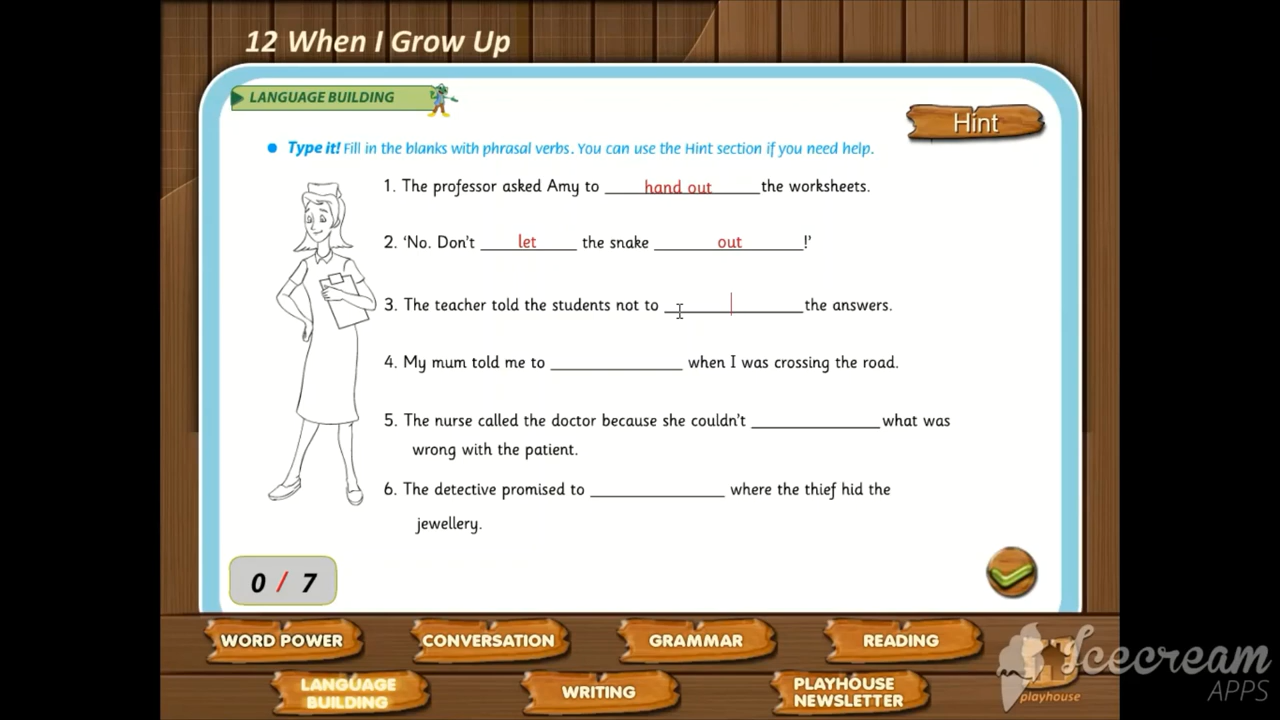 12 When I Grow Up
LANGUAGE BUILDING
Hint
Type it! Fill in the blanks with phrasal verbs. You can use the Hint section if you need help.
1. The professor asked Amy to hand out the worksheets.
2. ‘No. Don’t let the snake out !’
3. The teacher told the students not to ____________ the answers.
4. My mum told me to ____________ when I was crossing the road.
5. The nurse called the doctor because she couldn’t ____________ what was
wrong with the patient.
6. The detective promised to ____________ where the thief hid the
jewellery.
0 / 7
WORD POWER CONVERSATION GRAMMAR READING
LANGUAGE
BUILDING
WRITING
PLAYHOUSE
NEWSLETTER
playhouse
Icecream
APPS